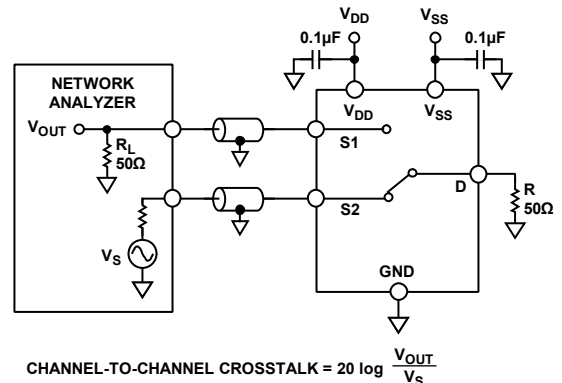 VDD
VSS
0.1µF
0.1µF
NETWORK
ANALYZER
VOUT
RL
50Ω
VS
VDD
VSS
S1
S2
D
R
50Ω
GND
CHANNEL-TO-CHANNEL CROSSTALK = 20 log VOUT
VS